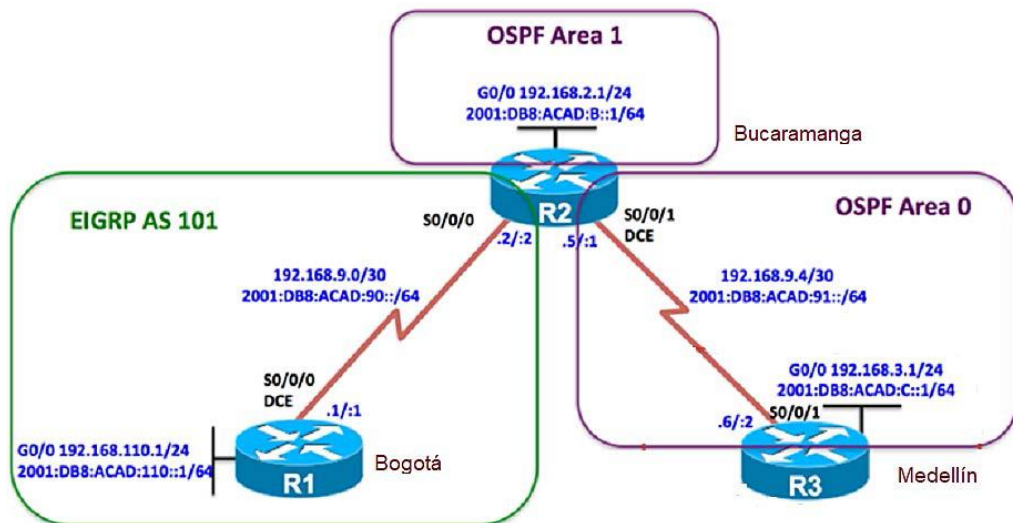 OSPF Area 1
G0/0 192.168.2.1/24
2001:DB8:ACAD:B::1/64
Bucaramanga
EIGRP AS 101
S0/0/0
R2
S0/0/1
DCE
OSPF Area 0
.2/:2
.5/:1
192.168.9.0/30
2001:DB8:ACAD:90::/64
192.168.9.4/30
2001:DB8:ACAD:91::/64
S0/0/0
DCE
.1/:1
G0/0 192.168.3.1/24
2001:DB8:ACAD:C::1/64
.6/:2
S0/0/1
G0/0 192.168.110.1/24
2001:DB8:ACAD:110::1/64
R1
Bogotá
R3
Medellín